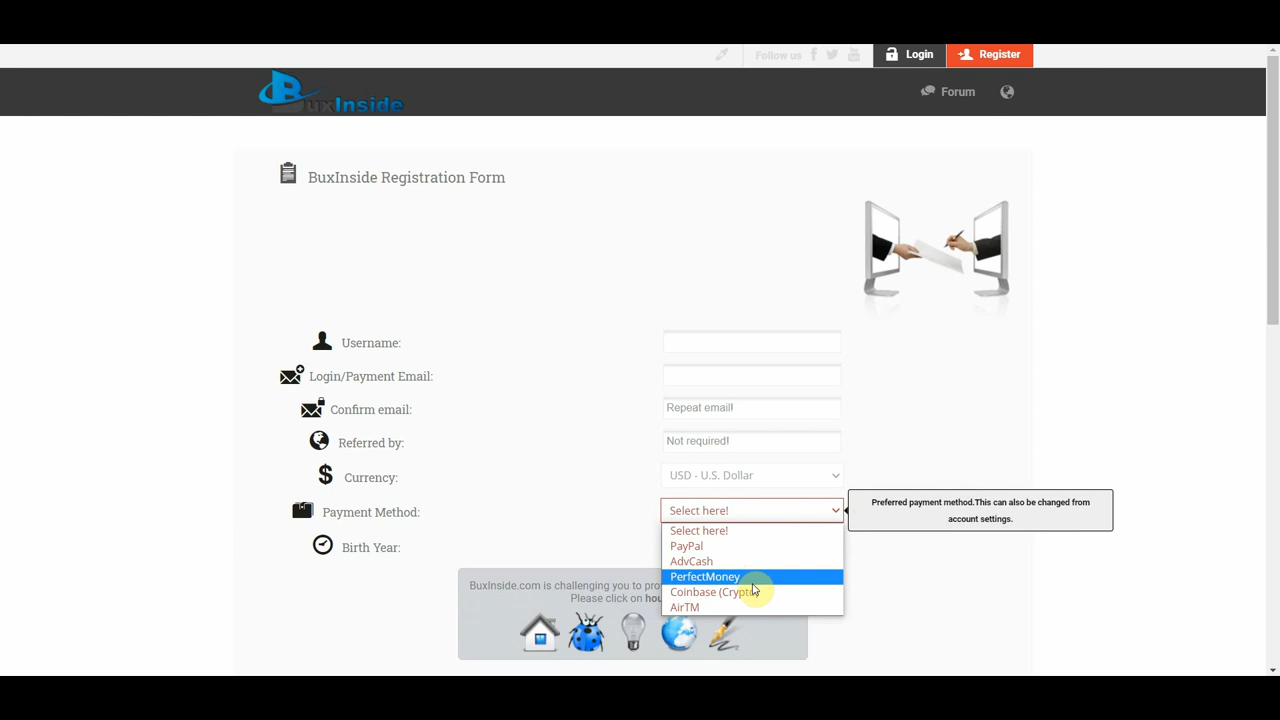 Follow us
Login
Register
BuxInside
Forum
BuxInside Registration Form
Username:
Login/Payment Email:
Confirm email:
Repeat email!
Referred by:
Not required!
Currency:
USD - U.S. Dollar
Payment Method:
Select here!
Preferred payment method.This can also be changed from
account settings.
Select here!
PayPal
AdvCash
PerfectMoney
Coinbase (Crypto)
AirTM
Birth Year:
BuxInside.com is challenging you to
Please click on